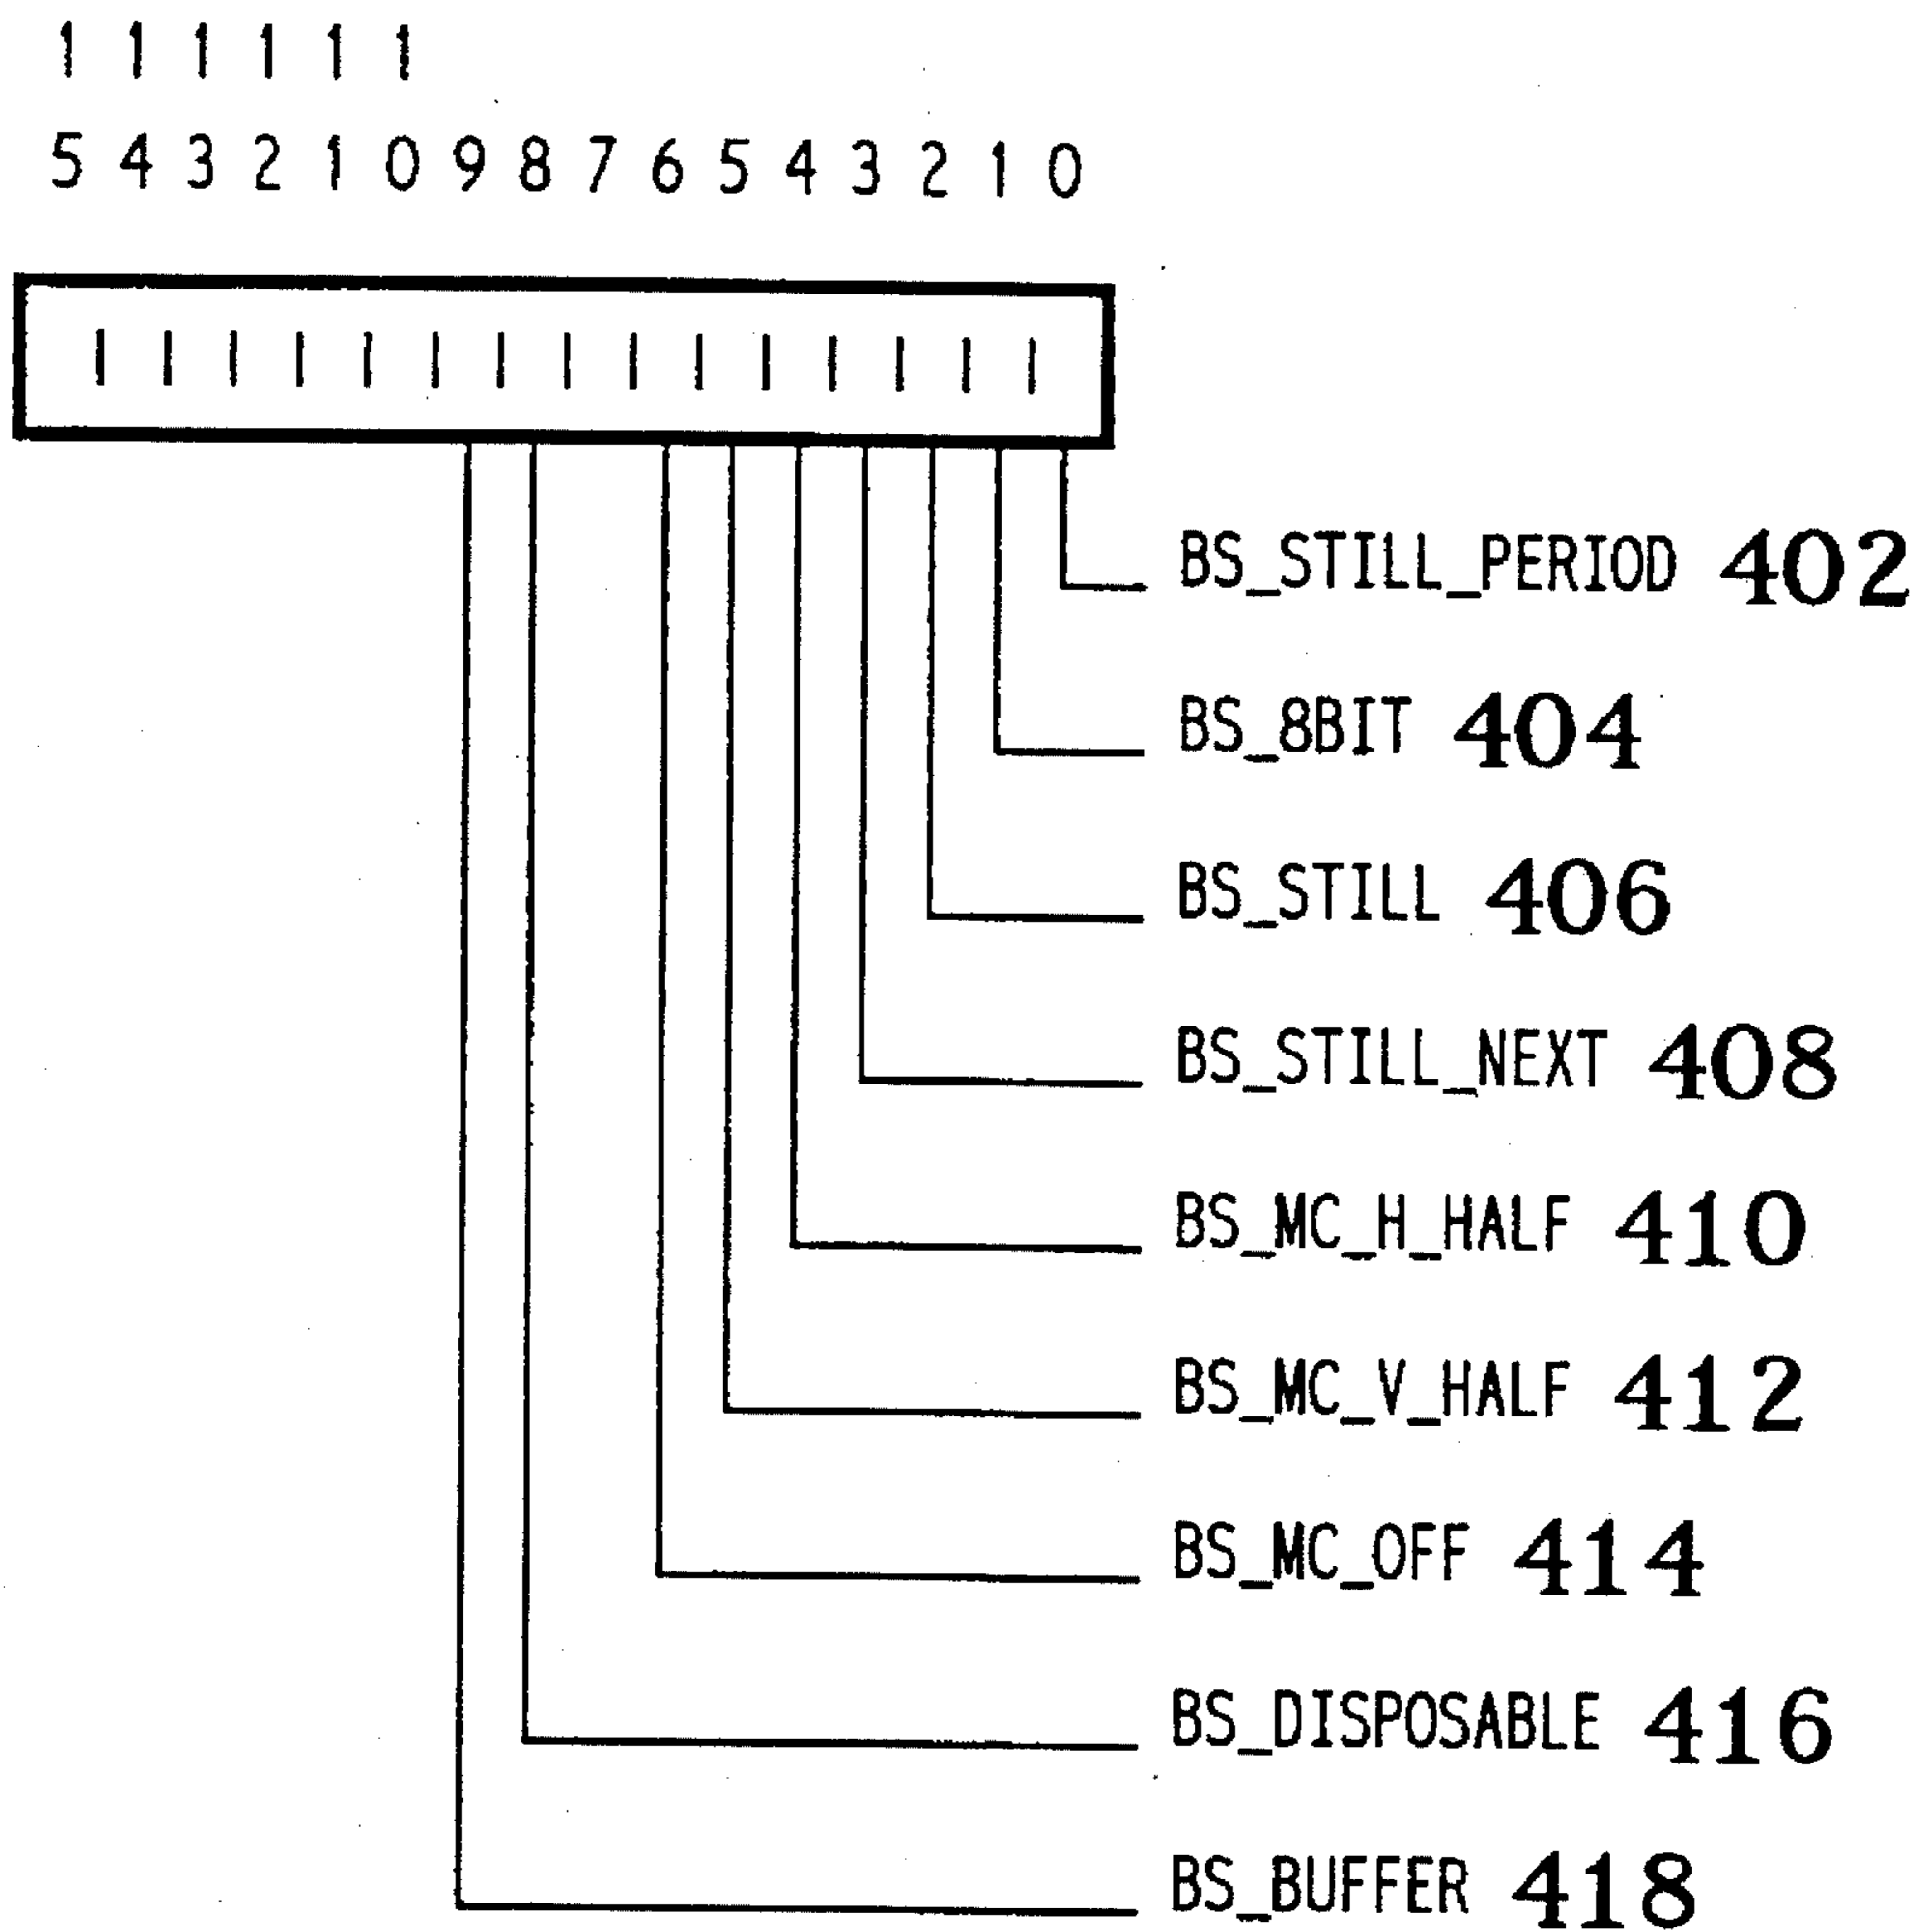 1 1 1 1 1 1
5 4 3 2 1 0 9 8 7 6 5 4 3 2 1 0
BS_STILL_PERIOD 402
BS_8BIT 404
BS_STILL 406
BS_STILL_NEXT 408
BS_MC_H_HALF 410
BS_MC_V_HALF 412
BS_MC_OFF 414
BS_DISPOSABLE 416
BS_BUFFER 418